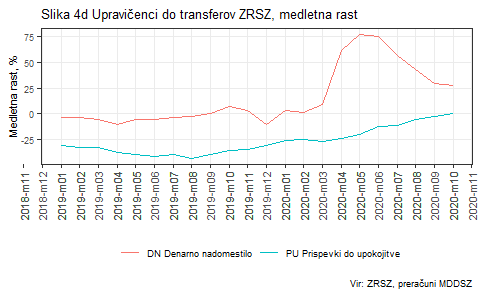 Slika 4d Upravičenci do transferov ZRSZ, medletna rast
Medletna rast, %
75
50
25
0
-25
2018-m11
2018-m12
2019-m01
2019-m02
2019-m03
2019-m04
2019-m05
2019-m06
2019-m07
2019-m08
2019-m09
2019-m10
2019-m11
2019-m12
2020-m01
2020-m02
2020-m03
2020-m04
2020-m05
2020-m06
2020-m07
2020-m08
2020-m09
2020-m10
2020-m11
DN Denarno nadomestilo PU Prispevki do upokojitve
Vir: ZRSZ, preračuni MDDSZ